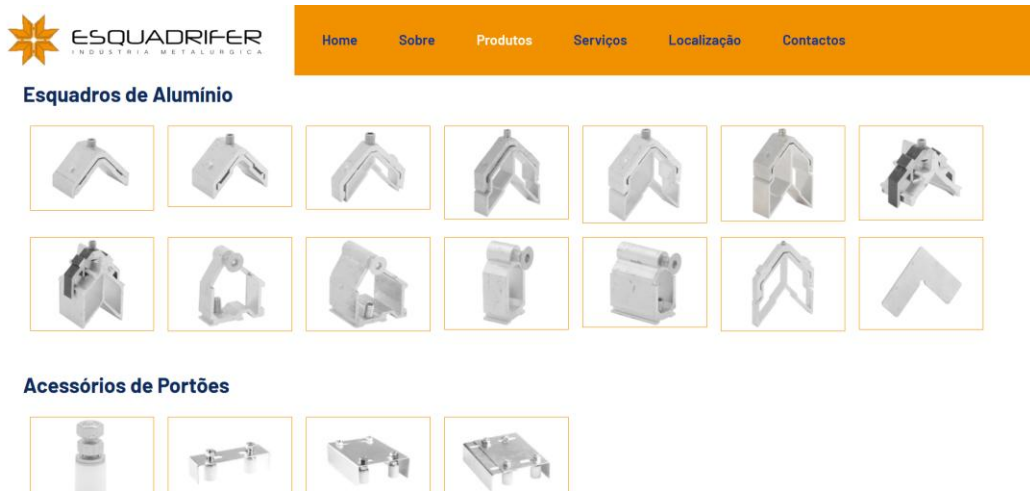 ESQUADRIFER
INDUSTRIA METALURGICA
Home Sobre Produtos Serviços Localização Contactos
Esquadros de Alumínio
Acessórios de Portões